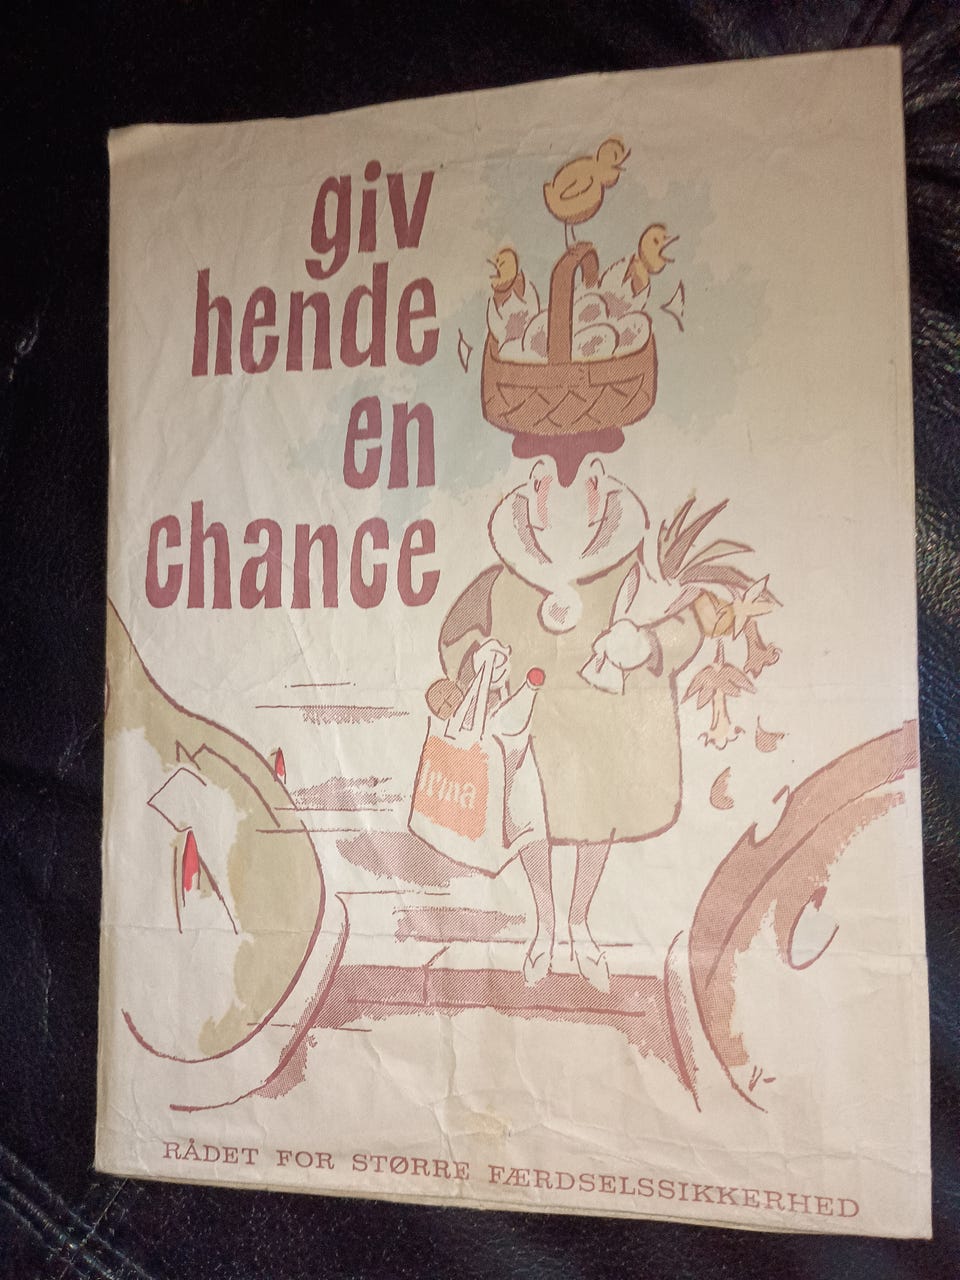 giv
hende
en
chance
Irma
RÅDET FOR STØRRE FÆRDSELSSIKKERHED